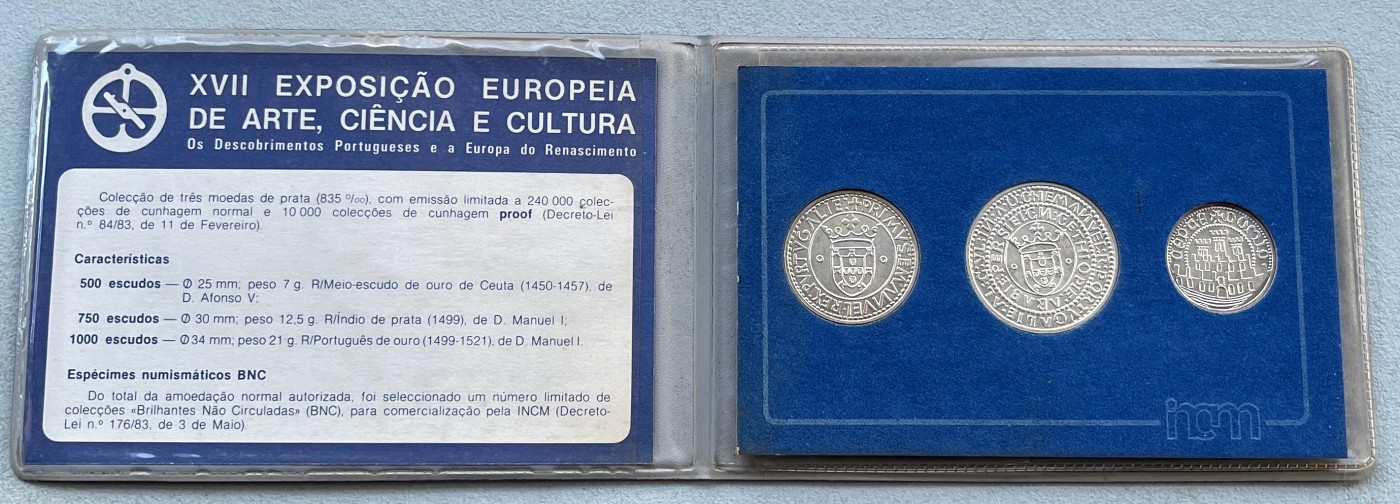 XVII EXPOSIÇÃO EUROPEIA
DE ARTE, CIÊNCIA E CULTURA
Os Descobrimentos Portugueses e a Europa do Renascimento
Colecção de três moedas de prata (835 º/oo), com emissão limitada a 240 000 colec-
ções de cunhagem normal e 10 000 colecções de cunhagem proof (Decreto-Lei
n.º 84/83, de 11 de Fevereiro).
Características
500 escudos — Ø 25 mm; peso 7 g. R/Meio-escudo de ouro de Ceuta (1450-1457), de
D. Afonso V;
750 escudos — Ø 30 mm; peso 12,5 g. R/Índio de prata (1499), de D. Manuel I;
1000 escudos — Ø 34 mm; peso 21 g. R/Português de ouro (1499-1521), de D. Manuel I.
Espécimes numismáticos BNC
Do total da amoedação normal autorizada, foi seleccionado um número limitado de
colecções «Brilhantes Não Circuladas» (BNC), para comercialização pela INCM (Decreto-
Lei n.º 176/83, de 3 de Maio).
incm